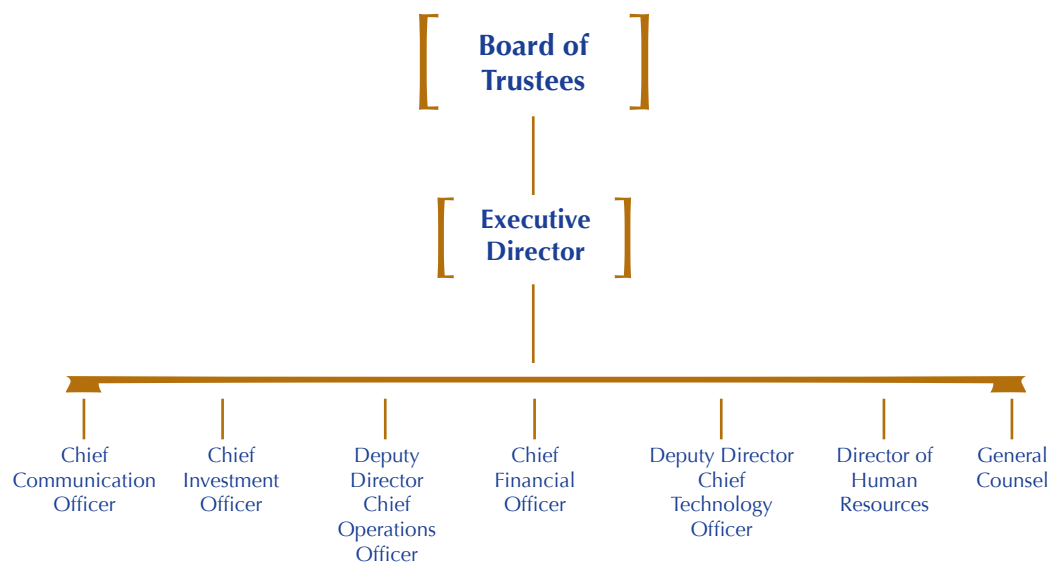 Board of
Trustees
Executive
Director
Chief
Communication
Officer
Chief
Investment
Officer
Deputy
Director
Chief
Operations
Officer
Chief
Financial
Officer
Deputy Director
Chief
Technology
Officer
Director of
Human
Resources
General
Counsel